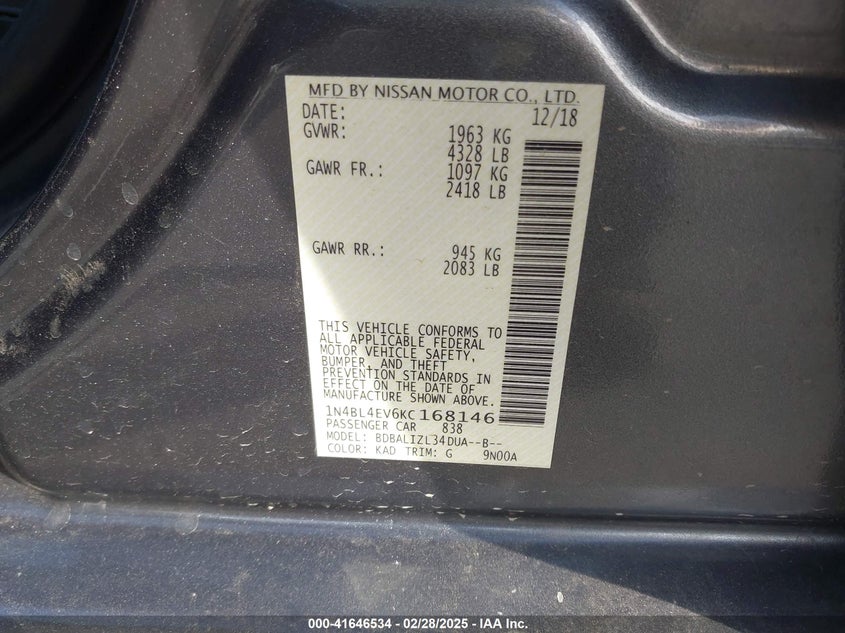 MFD BY NISSAN MOTOR CO., LTD.
DATE: 12/18
GVWR: 1963 KG
4328 LB
GAWR FR.: 1097 KG
2418 LB
GAWR RR.: 945 KG
2083 LB
THIS VEHICLE CONFORMS TO
ALL APPLICABLE FEDERAL
MOTOR VEHICLE SAFETY,
BUMPER, AND THEFT
PREVENTION STANDARDS IN
EFFECT ON THE DATE OF
MANUFACTURE SHOWN ABOVE.
1N4BL4EV6KC168146
PASSENGER CAR 838
MODEL: BDBALIZL34DUA--B--
COLOR: KAD TRIM: G 9N00A
000-41646534 - 02/28/2025 - IAA Inc.